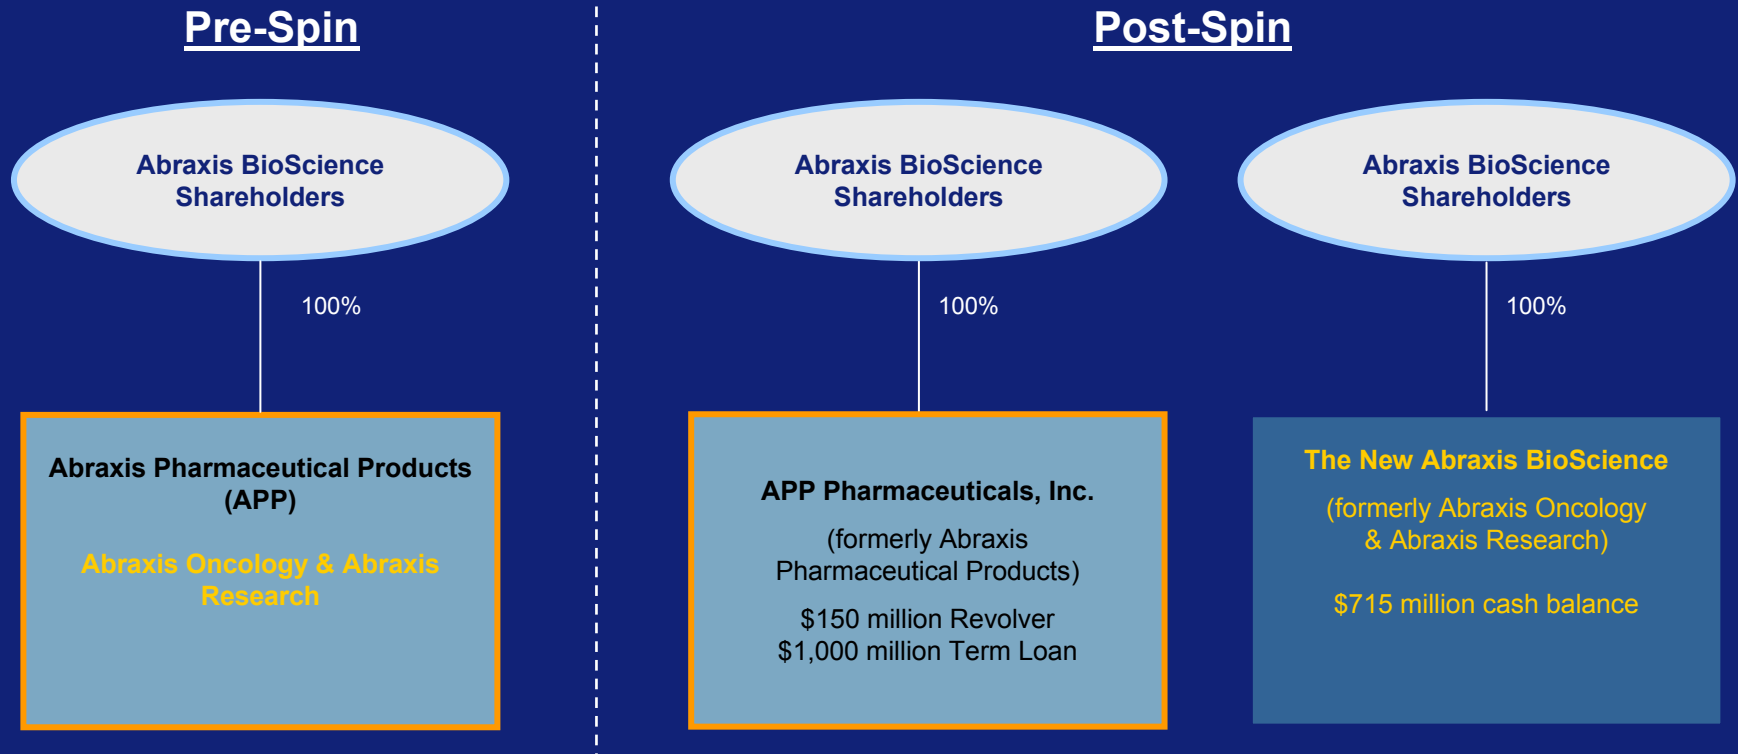 Pre-Spin
Abraxis BioScience
Shareholders
100%
Abraxis Pharmaceutical Products
(APP)
Abraxis Oncology & Abraxis
Research
Post-Spin
Abraxis BioScience
Shareholders
100%
APP Pharmaceuticals, Inc.
(formerly Abraxis
Pharmaceutical Products)
$150 million Revolver
$1,000 million Term Loan
Abraxis BioScience
Shareholders
100%
The New Abraxis BioScience
(formerly Abraxis Oncology
& Abraxis Research)
$715 million cash balance